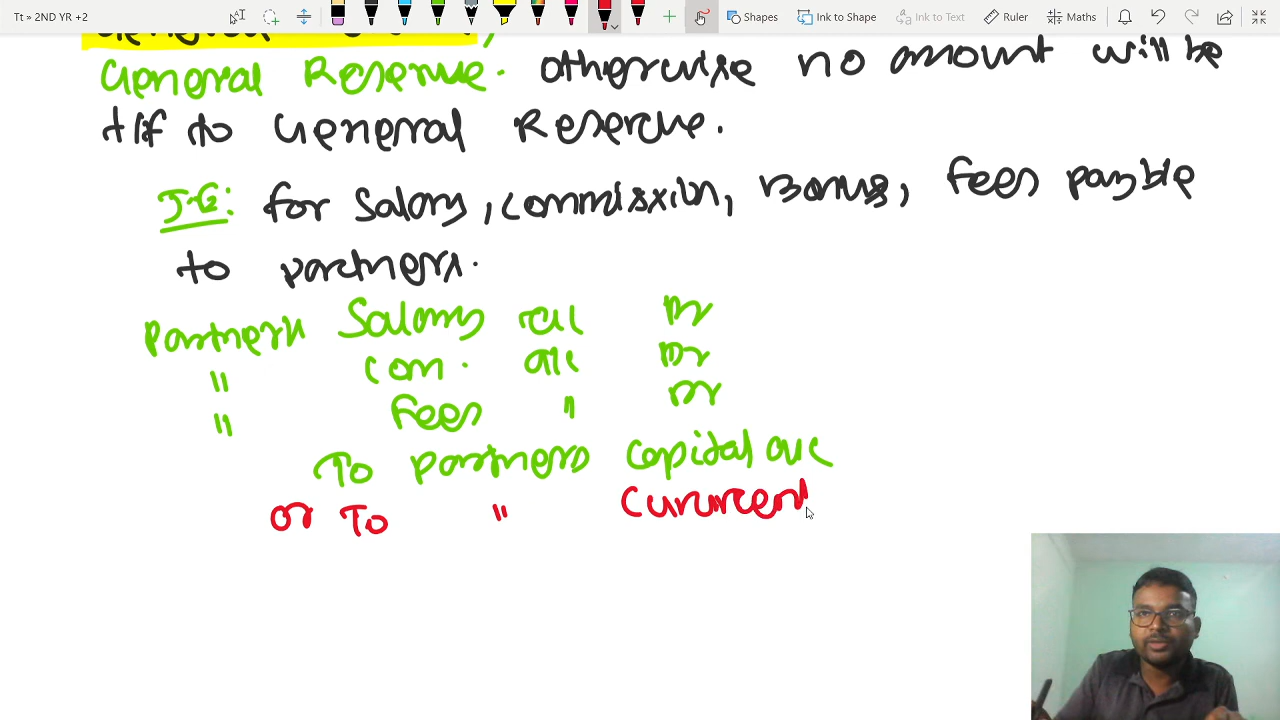 Tt » 2ND YR +2
Shapes
Ink to Shape
Ink to Text
Ruler
Maths
General Reserve. otherwise no amount will be
t/f to General Reserve.
J.E: for Salary, commission, Bonus, Fees payable
to partners.
Partners Salary a/c Dr
" com. a/c Dr
" Fees " Dr
To partners capital a/c
or To " Current